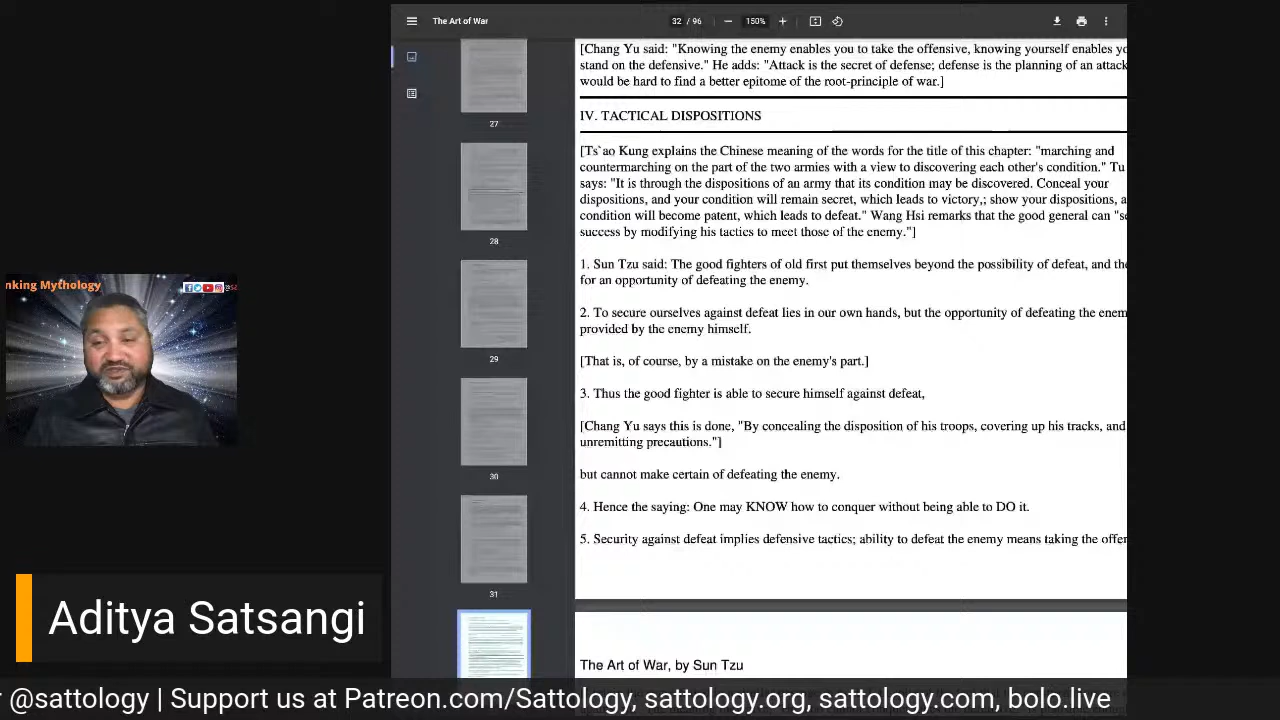 The Art of War
32 / 96
150%
[Chang Yu said: "Knowing the enemy enables you to take the offensive, knowing yourself enables yo
stand on the defensive." He adds: "Attack is the secret of defense; defense is the planning of an attack
would be hard to find a better epitome of the root-principle of war.]
IV. TACTICAL DISPOSITIONS
[Ts`ao Kung explains the Chinese meaning of the words for the title of this chapter: "marching and
countermarching on the part of the two armies with a view to discovering each other's condition." Tu
says: "It is through the dispositions of an army that its condition may be discovered. Conceal your
dispositions, and your condition will remain secret, which leads to victory,; show your dispositions, a
condition will become patent, which leads to defeat." Wang Hsi remarks that the good general can "se
success by modifying his tactics to meet those of the enemy."]
1. Sun Tzu said: The good fighters of old first put themselves beyond the possibility of defeat, and the
for an opportunity of defeating the enemy.
2. To secure ourselves against defeat lies in our own hands, but the opportunity of defeating the enem
provided by the enemy himself.
[That is, of course, by a mistake on the enemy's part.]
3. Thus the good fighter is able to secure himself against defeat,
[Chang Yu says this is done, "By concealing the disposition of his troops, covering up his tracks, and
unremitting precautions."]
but cannot make certain of defeating the enemy.
4. Hence the saying: One may KNOW how to conquer without being able to DO it.
5. Security against defeat implies defensive tactics; ability to defeat the enemy means taking the offen
The Art of War, by Sun Tzu
27
28
29
30
31
nking Mythology
Aditya Satsangi
r @sattology | Support us at Patreon.com/Sattology, sattology.org, sattology.com, bolo.live